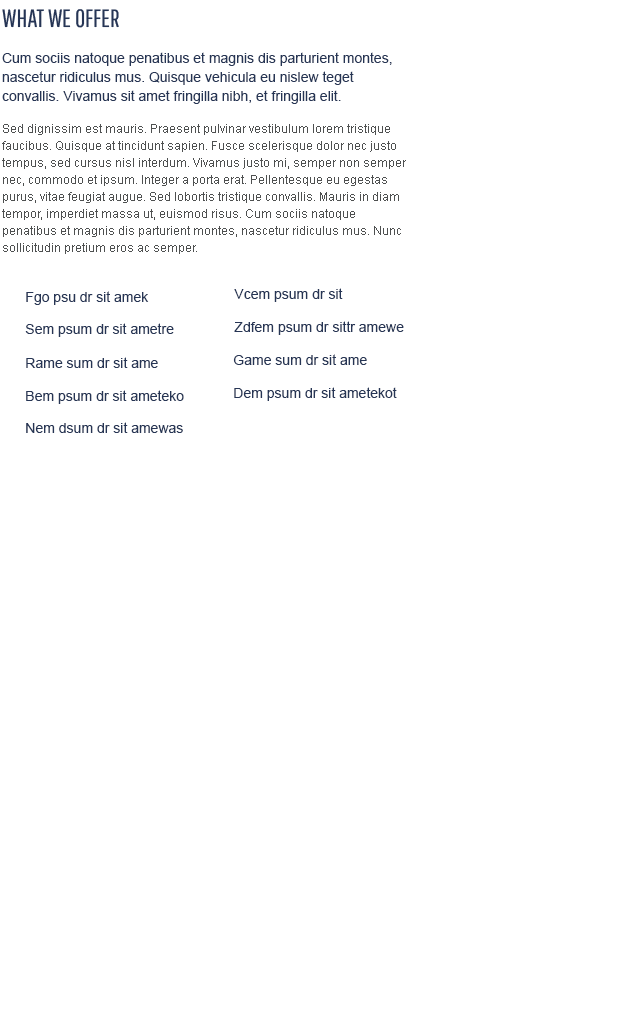 WHAT WE OFFER
Cum sociis natoque penatibus et magnis dis parturient montes,
nascetur ridiculus mus. Quisque vehicula eu nislew teget
convallis. Vivamus sit amet fringilla nibh, et fringilla elit.
Sed dignissim est mauris. Praesent pulvinar vestibulum lorem tristique
faucibus. Quisque at tincidunt sapien. Fusce scelerisque dolor nec justo
tempus, sed cursus nisl interdum. Vivamus justo mi, semper non semper
nec, commodo et ipsum. Integer a porta erat. Pellentesque eu egestas
purus, vitae feugiat augue. Sed lobortis tristique convallis. Mauris in diam
tempor, imperdiet massa ut, euismod risus. Cum sociis natoque
penatibus et magnis dis parturient montes, nascetur ridiculus mus. Nunc
sollicitudin pretium eros ac semper.
Fgo psu dr sit amek
Sem psum dr sit ametre
Rame sum dr sit ame
Bem psum dr sit ameteko
Nem dsum dr sit amewas
Vcem psum dr sit
Zdfem psum dr sittr amewe
Game sum dr sit ame
Dem psum dr sit ametekot